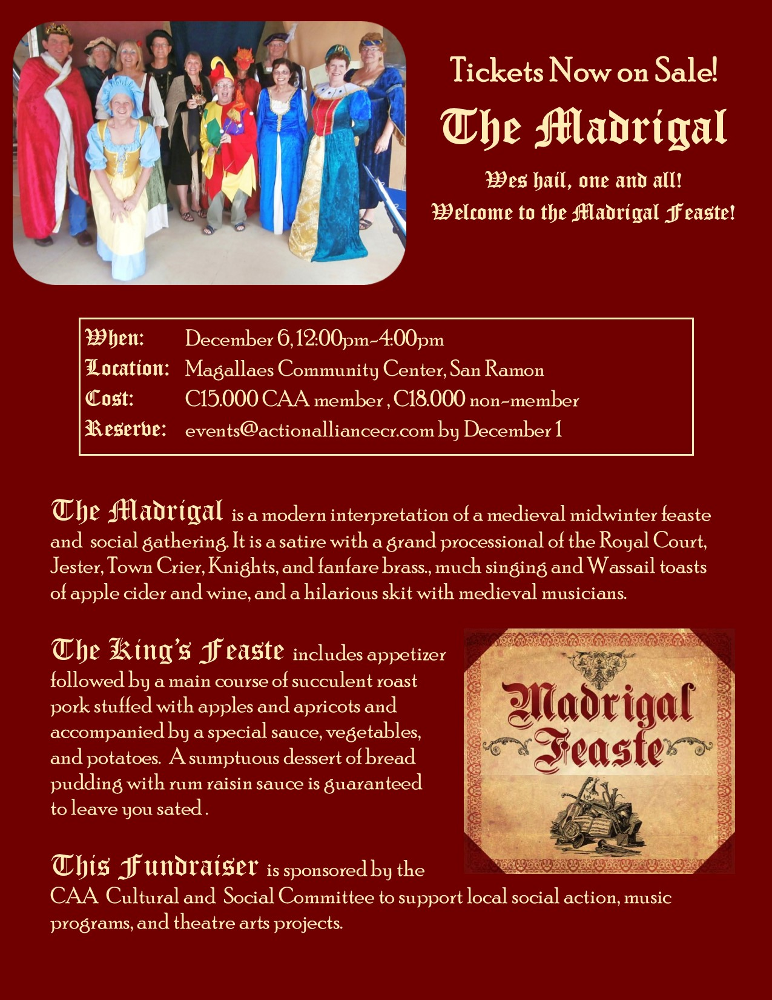 Tickets Now on Sale!
The Madrigal
Wes hail, one and all!
Welcome to the Madrigal Feaste!
When: December 6, 12:00pm-4:00pm
Location: Magallaes Community Center, San Ramon
Cost: C15.000 CAA member , C18.000 non-member
Reserve: events@actionalliancecr.com by December 1
The Madrigal is a modern interpretation of a medieval midwinter feaste
and social gathering. It is a satire with a grand processional of the Royal Court,
Jester, Town Crier, Knights, and fanfare brass., much singing and Wassail toasts
of apple cider and wine, and a hilarious skit with medieval musicians.
The King's Feaste includes appetizer
followed by a main course of succulent roast
pork stuffed with apples and apricots and
accompanied by a special sauce, vegetables,
and potatoes. A sumptuous dessert of bread
pudding with rum raisin sauce is guaranteed
to leave you sated .
Madrigal
Feaste
This Fundraiser is sponsored by the
CAA Cultural and Social Committee to support local social action, music
programs, and theatre arts projects.